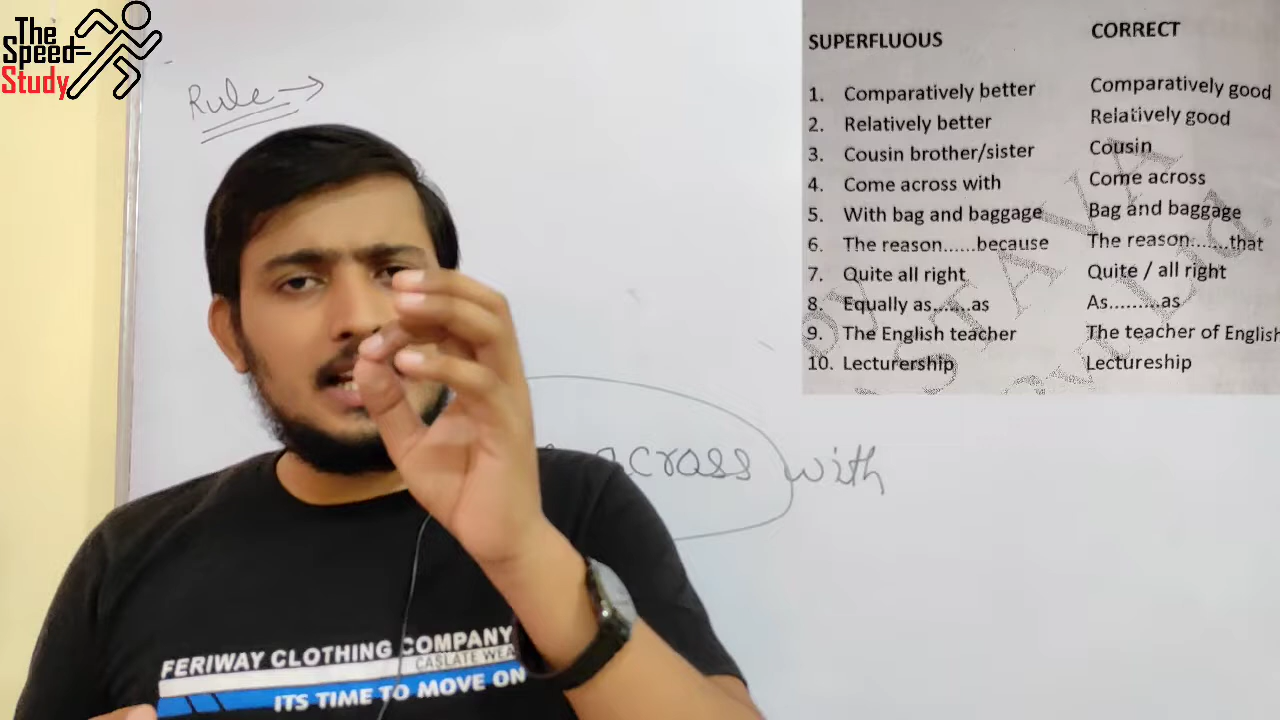 The
Speed
Study
Rule →
SUPERFLUOUS CORRECT
1. Comparatively better Comparatively good
2. Relatively better Relatively good
3. Cousin brother/sister Cousin
4. Come across with Come across
5. With bag and baggage Bag and baggage
6. The reason......because The reason.......that
7. Quite all right Quite / all right
8. Equally as.......as As.........as
9. The English teacher The teacher of English
10. Lecturership Lectureship
across with
FERIWAY CLOTHING COMPANY
CASLATE WEA
ITS TIME TO MOVE ON